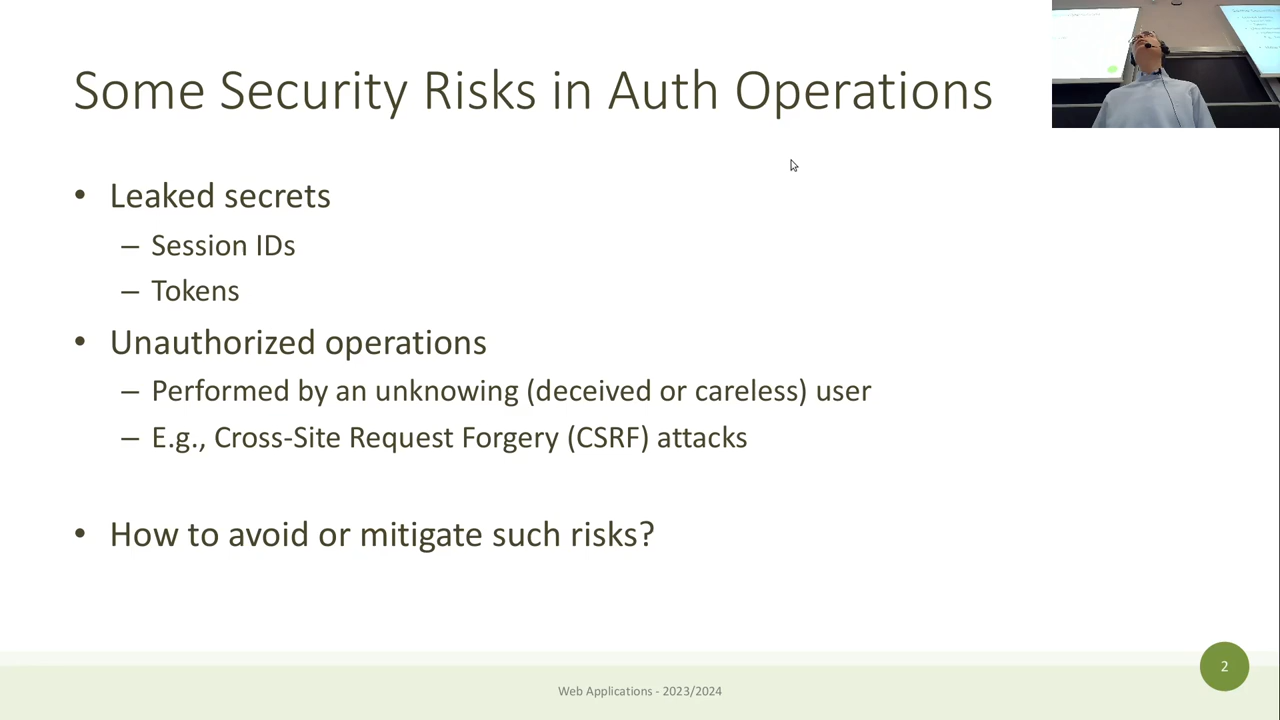 Some Security Risks in Auth Operations
• Leaked secrets
– Session IDs
– Tokens
• Unauthorized operations
– Performed by an unknowing (deceived or careless) user
– E.g., Cross-Site Request Forgery (CSRF) attacks
• How to avoid or mitigate such risks?
Web Applications - 2023/2024
2